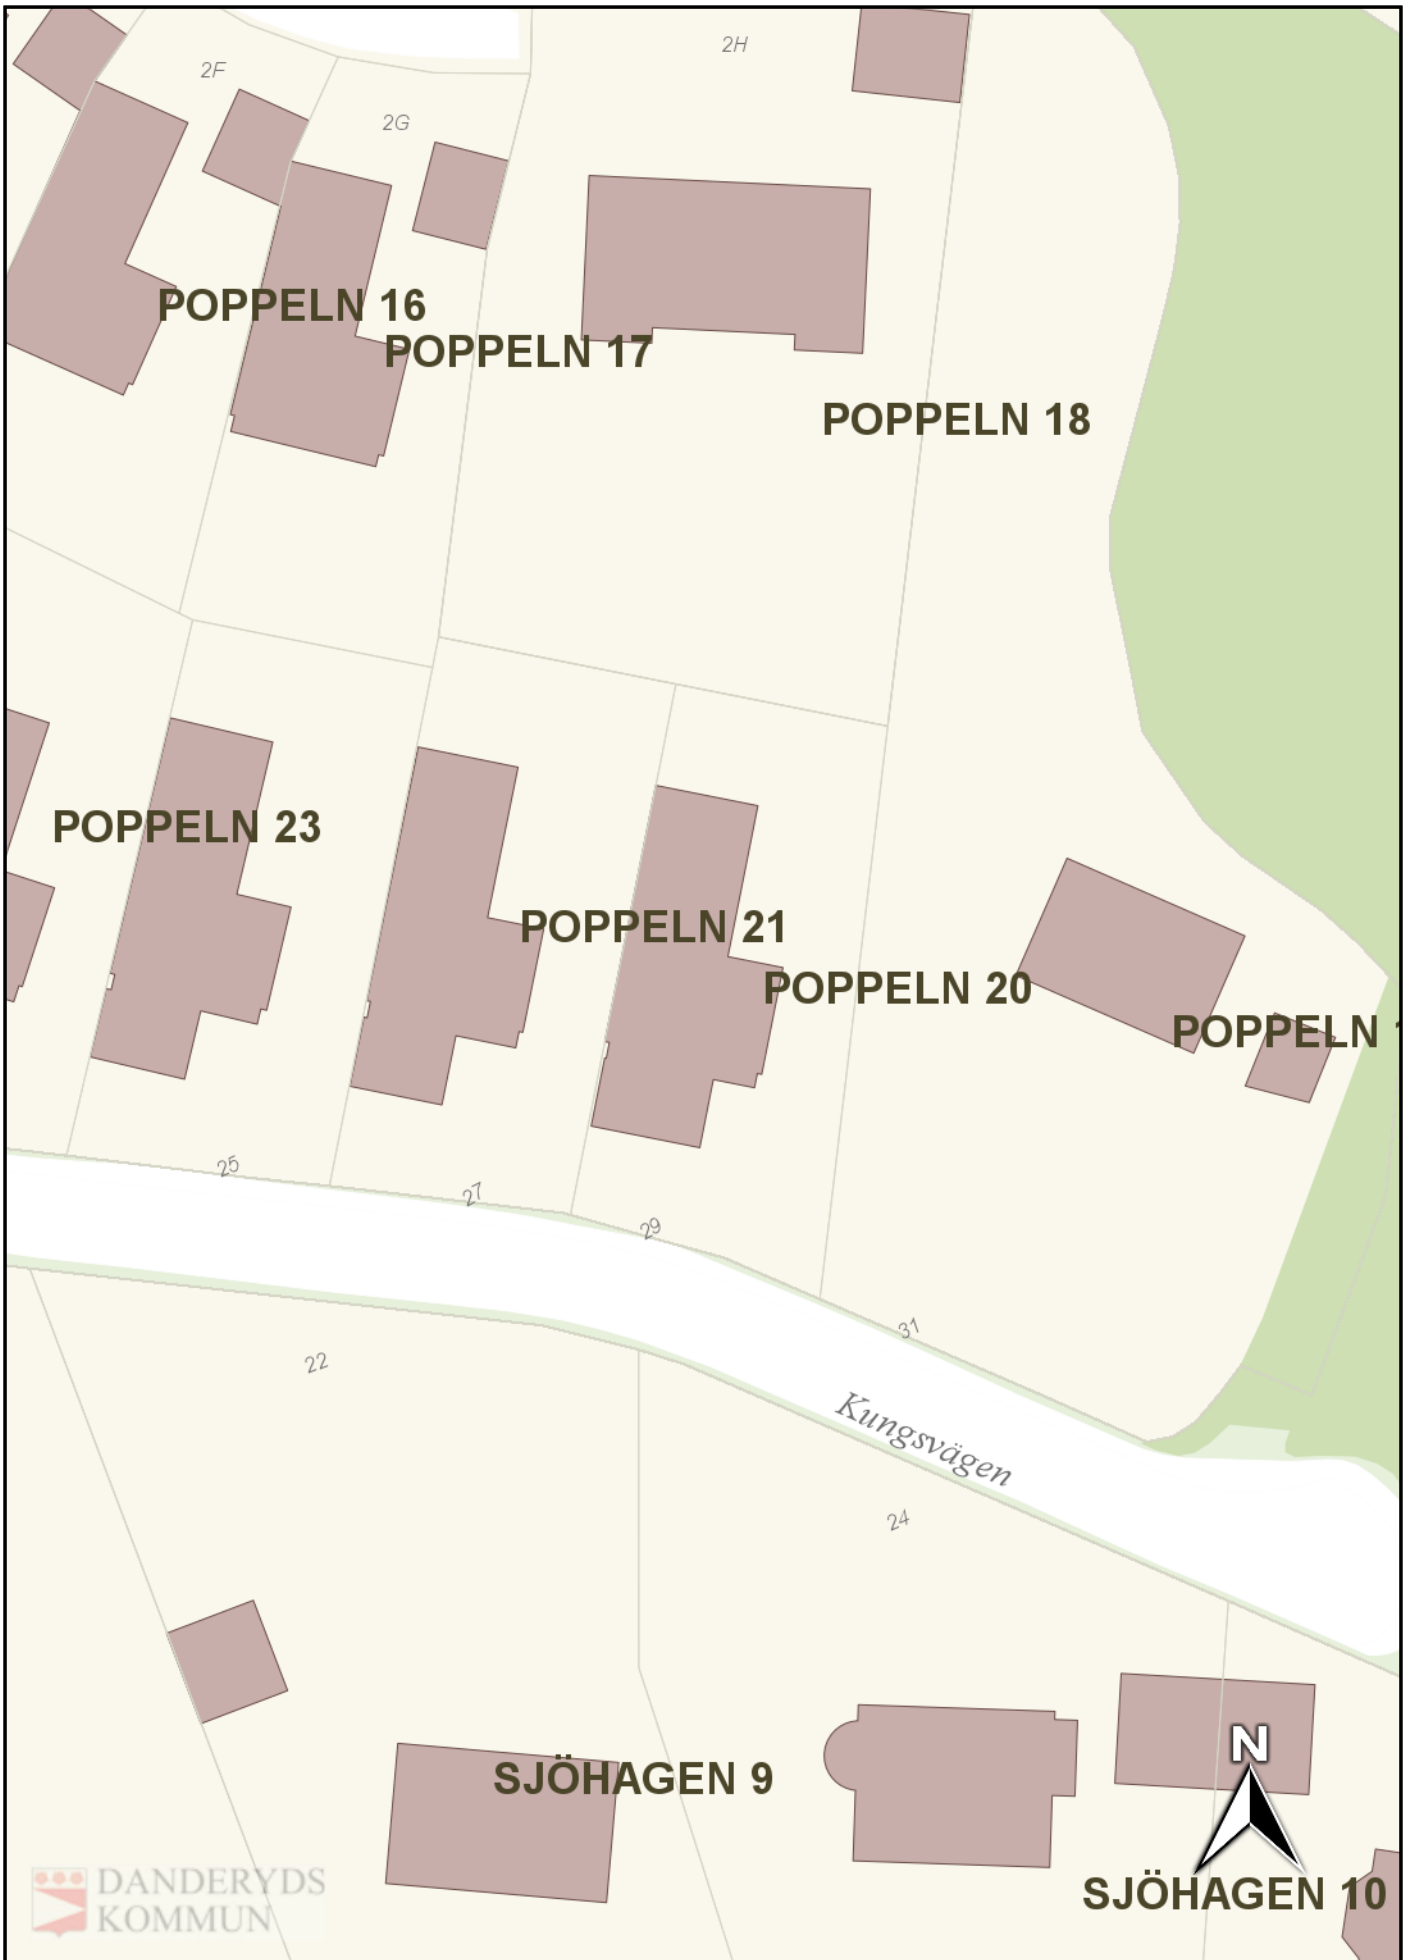 2H
2F
2G
POPPELN 16
POPPELN 17
POPPELN 18
POPPELN 23
POPPELN 21
POPPELN 20
POPPELN 1
25
27
29
31
22
Kungsvägen
24
N
SJÖHAGEN 9
DANDERYDS
KOMMUN
SJÖHAGEN 10